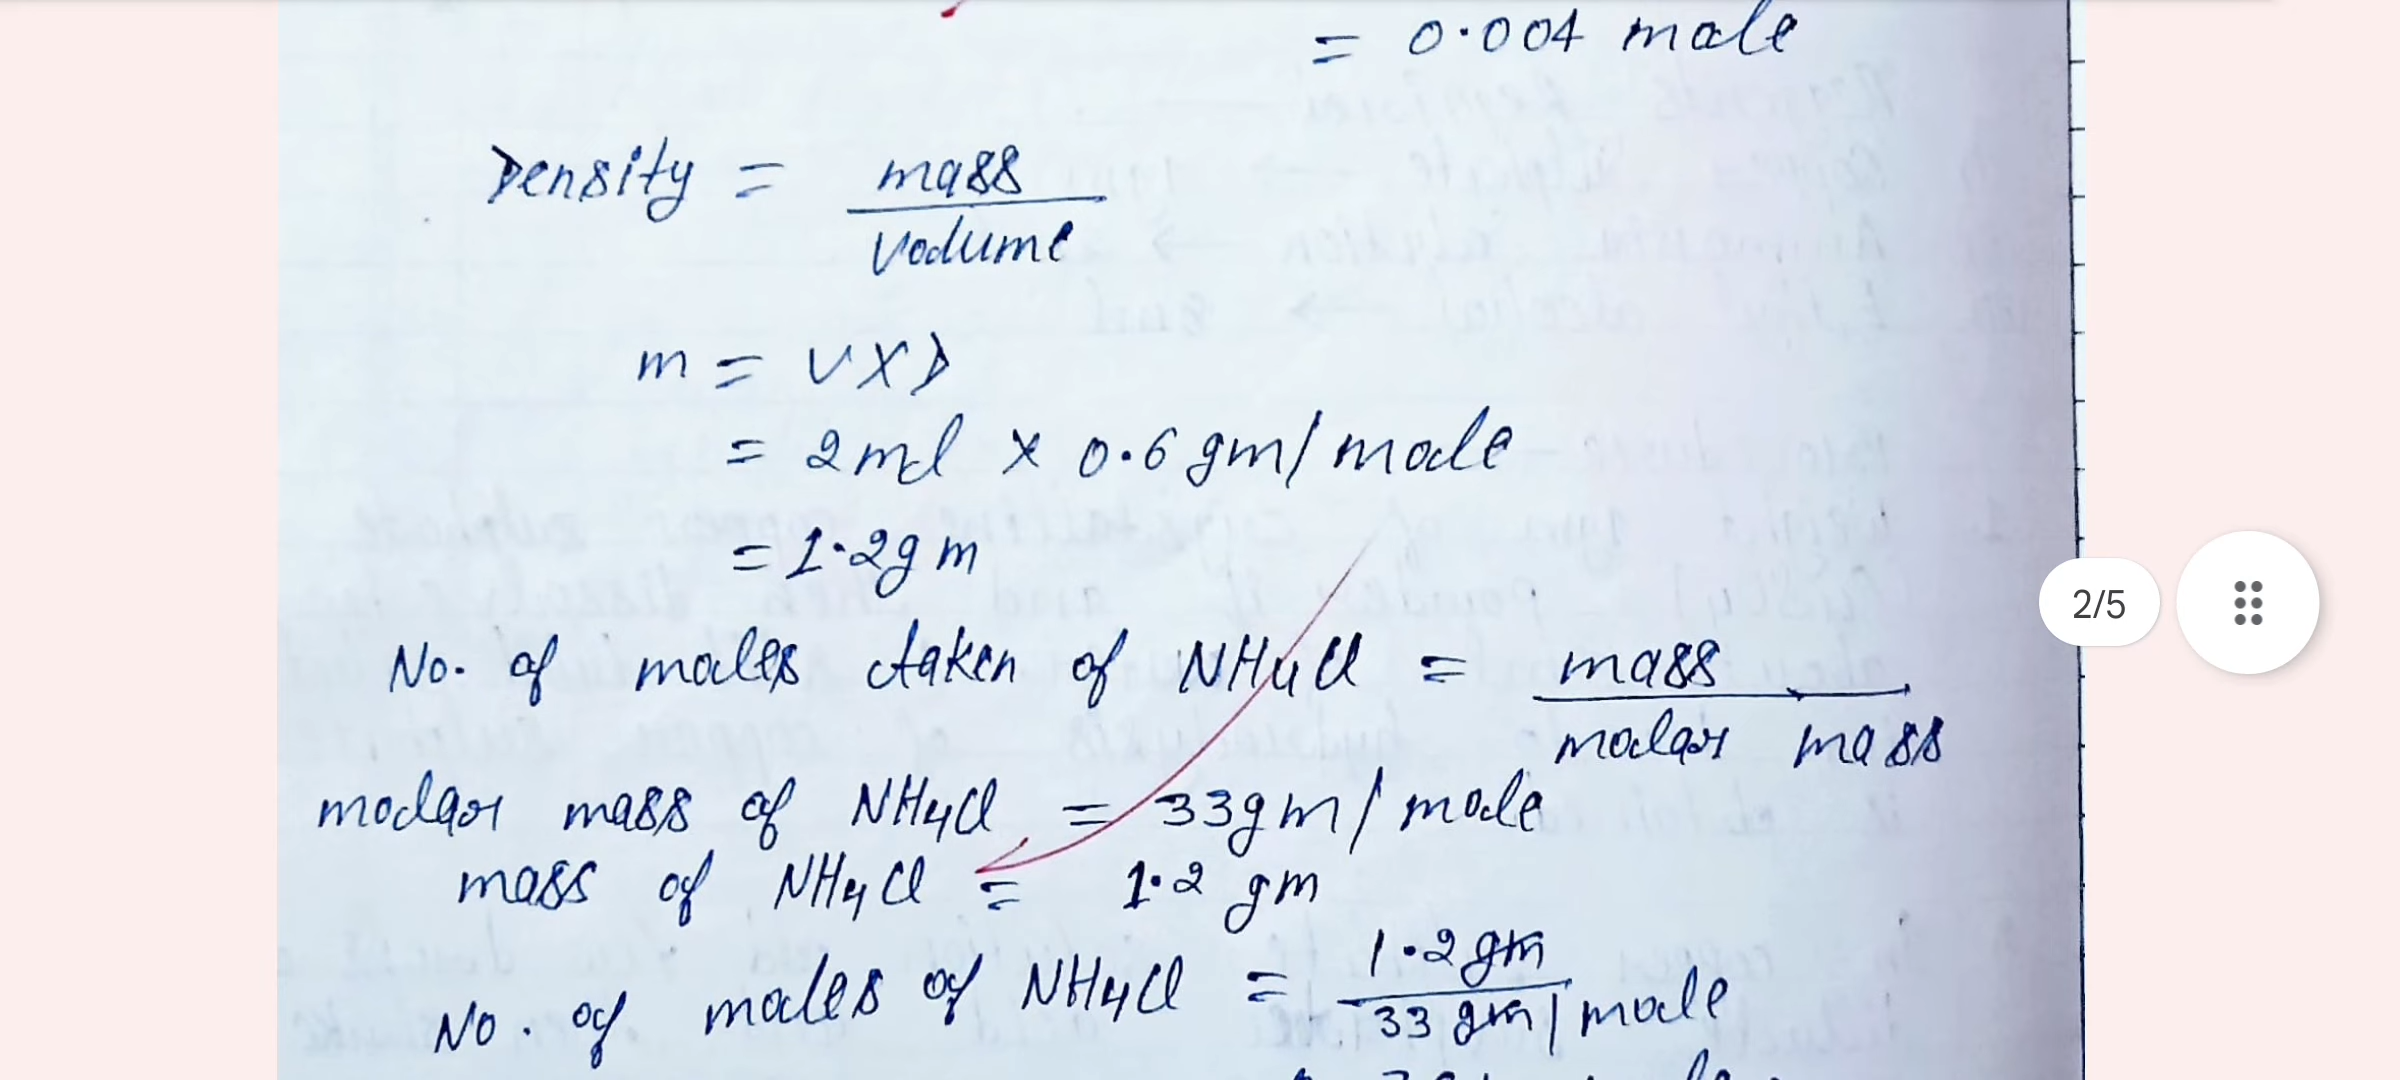 = 0.004 mole
Density = mass
volume
m = V X D
= 2ml x 0.6 gm/mole
= 1.2gm
No. of moles taken of NH4Cl = mass
molar mass
molar mass of NH4Cl = 33gm/mole
mass of NH4Cl = 1.2 gm
No. of moles of NH4Cl = 1.2gm
33 gm/mole
2/5